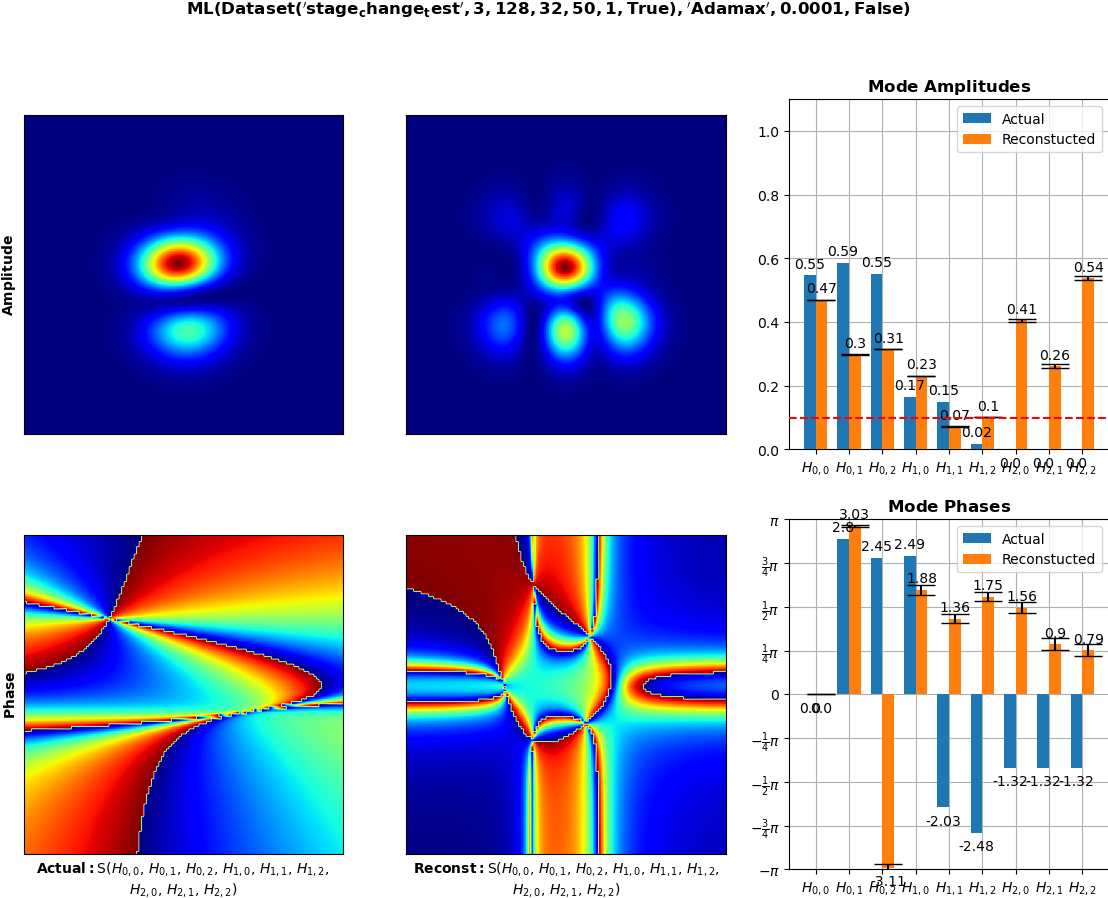 ML(Dataset('stage_change_test', 3, 128, 32, 50, 1, True), 'Adamax', 0.0001, False)
Amplitude
Mode Amplitudes
Actual
Reconstucted
1.0
0.8
0.6
0.4
0.2
0.0
0.55 0.59 0.55 0.17 0.15 0.02 0.0 0.0 0.0
0.47 0.3 0.31 0.23 0.07 0.1 0.41 0.26 0.54
H0,0 H0,1 H0,2 H1,0 H1,1 H1,2 H2,0 H2,1 H2,2
Phase
Mode Phases
Actual
Reconstucted
π
3/4π
1/2π
1/4π
0
−1/4π
−1/2π
−3/4π
−π
0.0 2.8 2.45 2.49 -2.03 -2.48 -1.32 -1.32 -1.32
0.0 3.03 -3.11 1.88 1.36 1.75 1.56 0.9 0.79
H0,0 H0,1 H0,2 H1,0 H1,1 H1,2 H2,0 H2,1 H2,2
Actual: S(H0,0, H0,1, H0,2, H1,0, H1,1, H1,2,
H2,0, H2,1, H2,2)
Reconst: S(H0,0, H0,1, H0,2, H1,0, H1,1, H1,2,
H2,0, H2,1, H2,2)